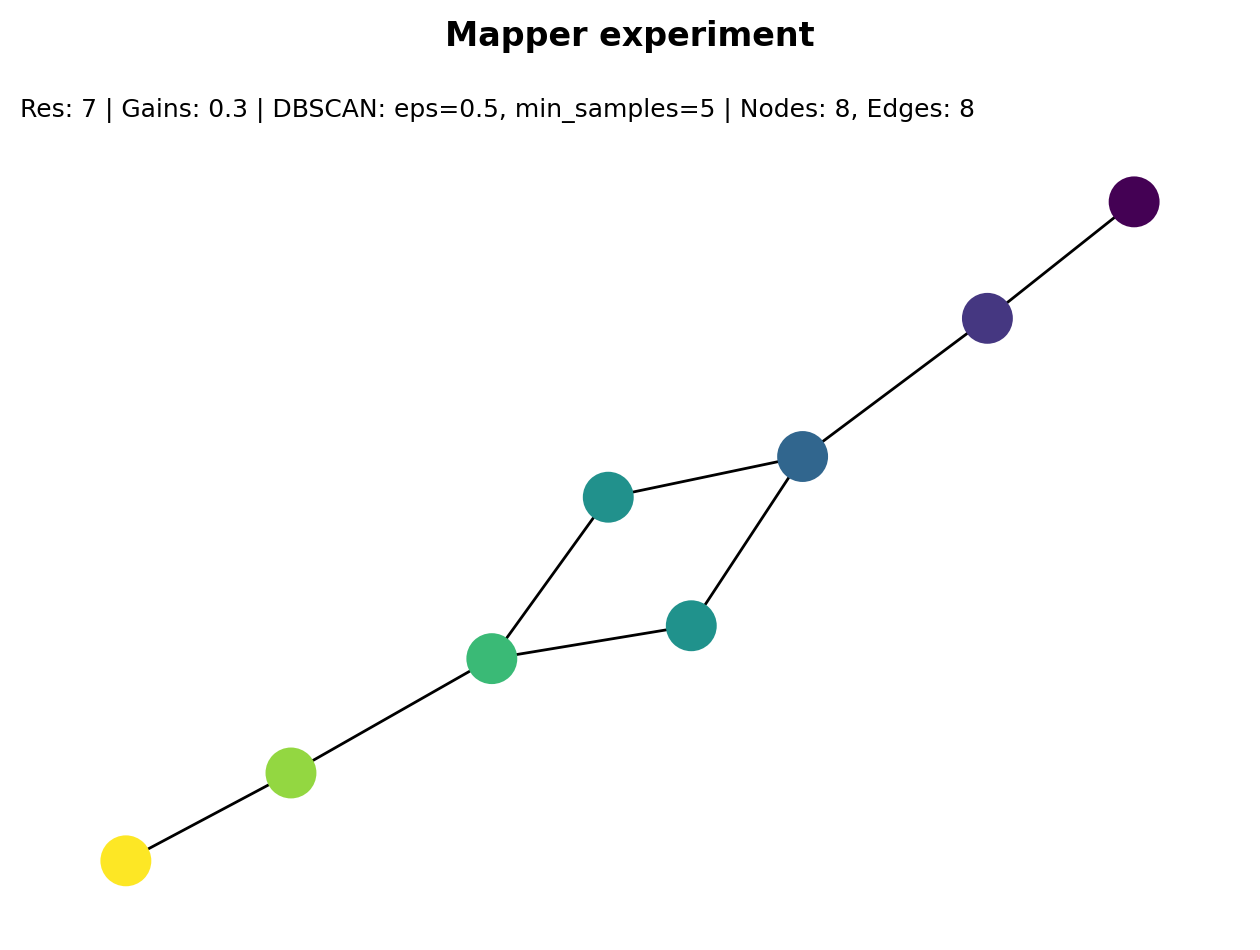 Mapper experiment
Res: 7 | Gains: 0.3 | DBSCAN: eps=0.5, min_samples=5 | Nodes: 8, Edges: 8